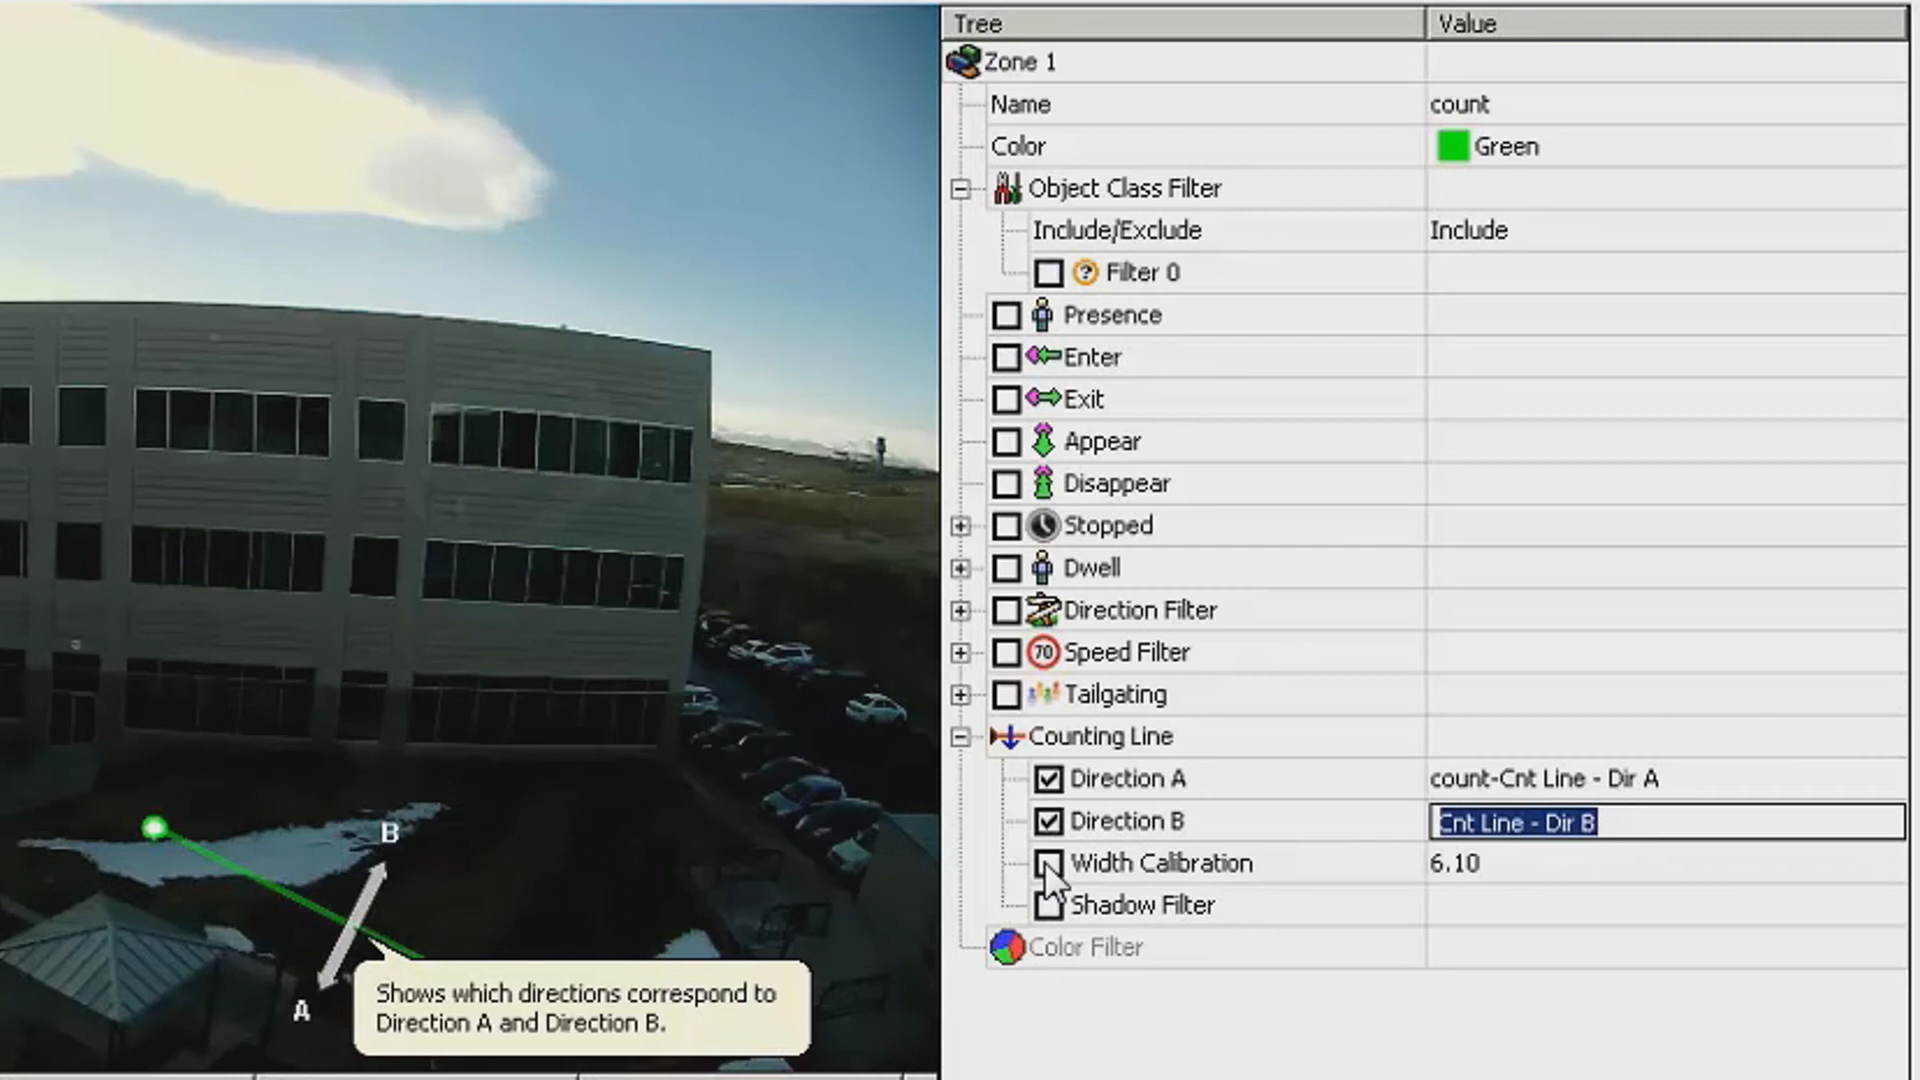 Tree Value
Zone 1
Name count
Color Green
Object Class Filter
Include/Exclude Include
? Filter 0
Presence
Enter
Exit
Appear
Disappear
Stopped
Dwell
Direction Filter
70 Speed Filter
Tailgating
Counting Line
Direction A count-Cnt Line - Dir A
Direction B Cnt Line - Dir B
Width Calibration 6.10
Shadow Filter
Color Filter
B
A
Shows which directions correspond to
Direction A and Direction B.